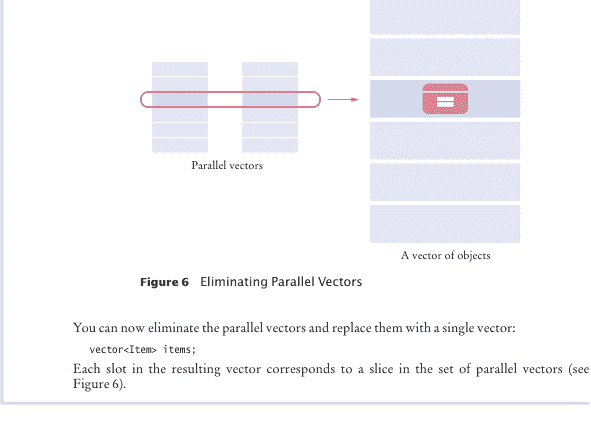 Parallel vectors
A vector of objects
Figure 6 Eliminating Parallel Vectors
You can now eliminate the parallel vectors and replace them with a single vector:
vector<Item> items;
Each slot in the resulting vector corresponds to a slice in the set of parallel vectors (see
Figure 6).